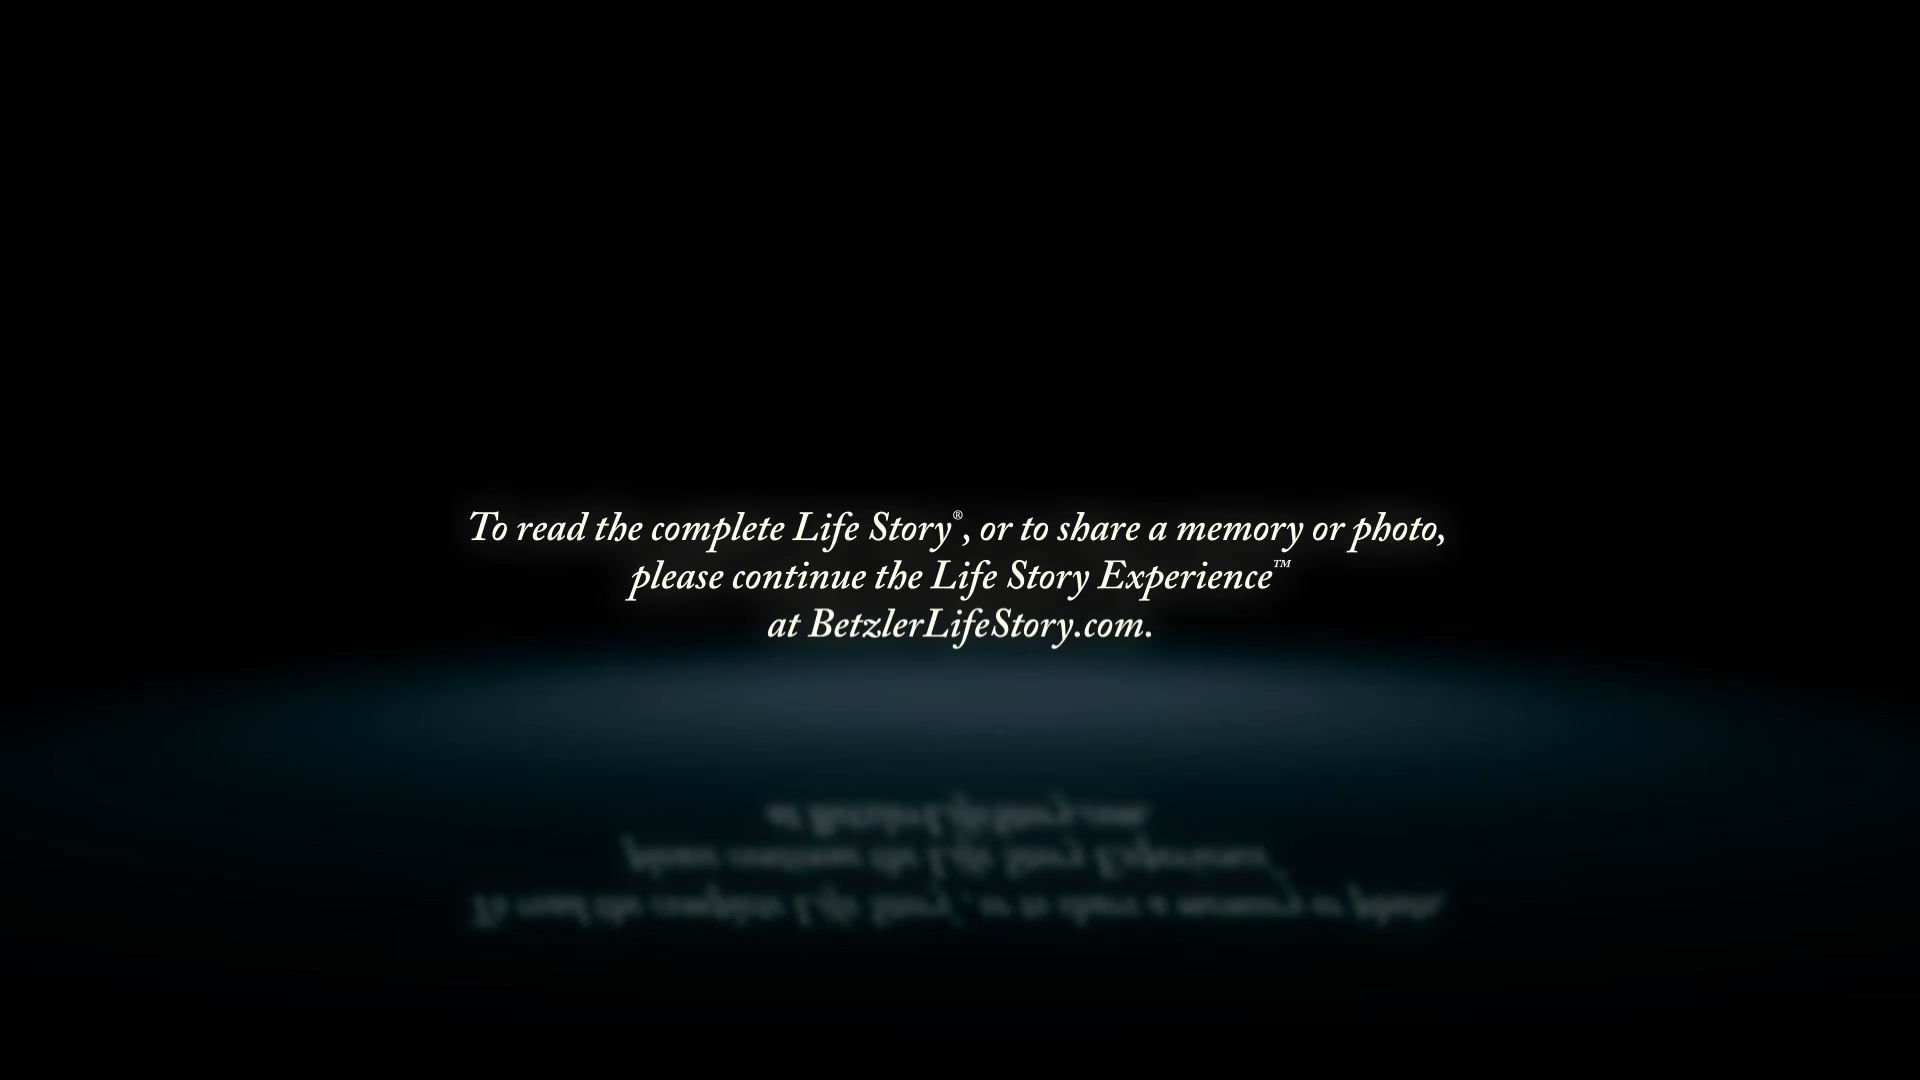 To read the complete Life Story®, or to share a memory or photo,
please continue the Life Story Experience™
at BetzlerLifeStory.com.